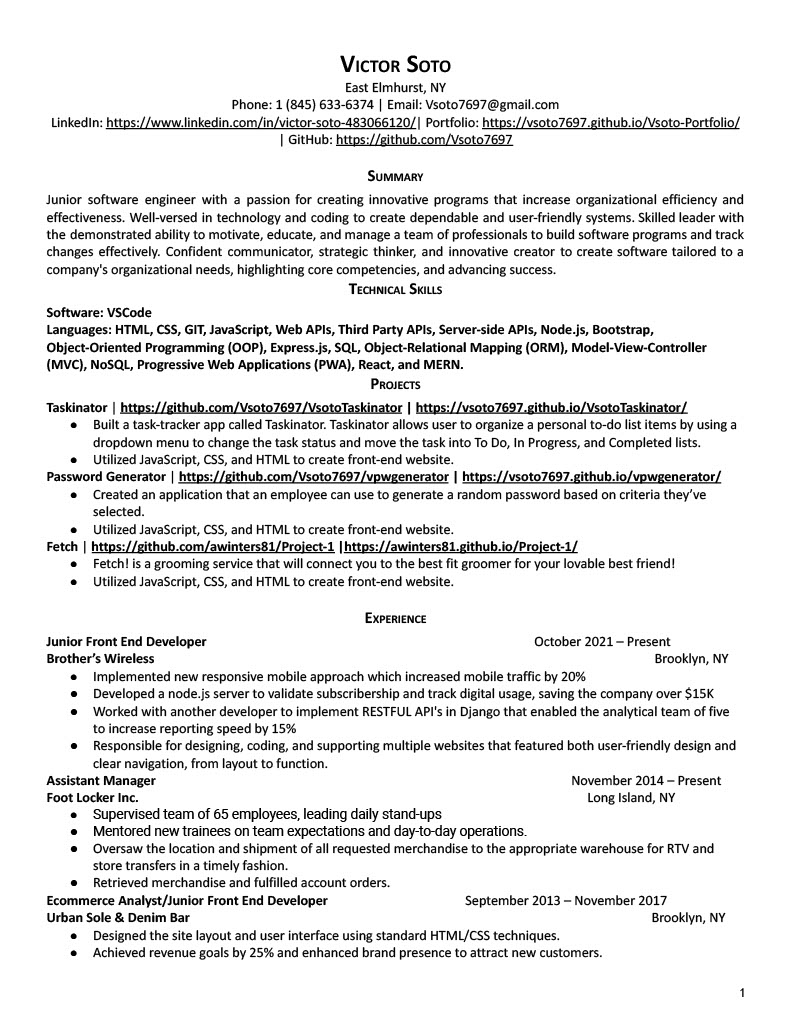 Victor Soto
East Elmhurst, NY
Phone: 1 (845) 633-6374 | Email: Vsoto7697@gmail.com
LinkedIn: https://www.linkedin.com/in/victor-soto-483066120/| Portfolio: https://vsoto7697.github.io/Vsoto-Portfolio/
| GitHub: https://github.com/Vsoto7697
Summary
Junior software engineer with a passion for creating innovative programs that increase organizational efficiency and
effectiveness. Well-versed in technology and coding to create dependable and user-friendly systems. Skilled leader with
the demonstrated ability to motivate, educate, and manage a team of professionals to build software programs and track
changes effectively. Confident communicator, strategic thinker, and innovative creator to create software tailored to a
company's organizational needs, highlighting core competencies, and advancing success.
Technical Skills
Software: VSCode
Languages: HTML, CSS, GIT, JavaScript, Web APIs, Third Party APIs, Server-side APIs, Node.js, Bootstrap,
Object-Oriented Programming (OOP), Express.js, SQL, Object-Relational Mapping (ORM), Model-View-Controller
(MVC), NoSQL, Progressive Web Applications (PWA), React, and MERN.
Projects
Taskinator | https://github.com/Vsoto7697/VsotoTaskinator | https://vsoto7697.github.io/VsotoTaskinator/
● Built a task-tracker app called Taskinator. Taskinator allows user to organize a personal to-do list items by using a
dropdown menu to change the task status and move the task into To Do, In Progress, and Completed lists.
● Utilized JavaScript, CSS, and HTML to create front-end website.
Password Generator | https://github.com/Vsoto7697/vpwgenerator | https://vsoto7697.github.io/vpwgenerator/
● Created an application that an employee can use to generate a random password based on criteria they’ve
selected.
● Utilized JavaScript, CSS, and HTML to create front-end website.
Fetch | https://github.com/awinters81/Project-1 |https://awinters81.github.io/Project-1/
● Fetch! is a grooming service that will connect you to the best fit groomer for your lovable best friend!
● Utilized JavaScript, CSS, and HTML to create front-end website.
Experience
Junior Front End Developer October 2021 – Present
Brother’s Wireless Brooklyn, NY
● Implemented new responsive mobile approach which increased mobile traffic by 20%
● Developed a node.js server to validate subscribership and track digital usage, saving the company over $15K
● Worked with another developer to implement RESTFUL API's in Django that enabled the analytical team of five
to increase reporting speed by 15%
● Responsible for designing, coding, and supporting multiple websites that featured both user-friendly design and
clear navigation, from layout to function.
Assistant Manager November 2014 – Present
Foot Locker Inc. Long Island, NY
● Supervised team of 65 employees, leading daily stand-ups
● Mentored new trainees on team expectations and day-to-day operations.
● Oversaw the location and shipment of all requested merchandise to the appropriate warehouse for RTV and
store transfers in a timely fashion.
● Retrieved merchandise and fulfilled account orders.
Ecommerce Analyst/Junior Front End Developer September 2013 – November 2017
Urban Sole & Denim Bar Brooklyn, NY
● Designed the site layout and user interface using standard HTML/CSS techniques.
● Achieved revenue goals by 25% and enhanced brand presence to attract new customers.
1